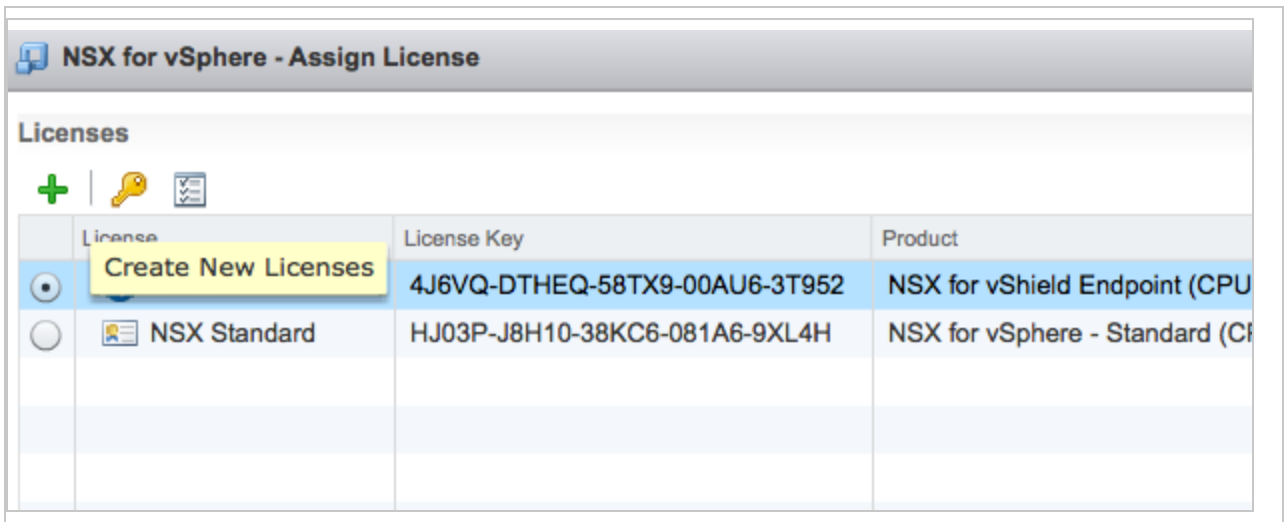 NSX for vSphere - Assign License
Licenses
License License Key Product
Create New Licenses
4J6VQ-DTHEQ-58TX9-00AU6-3T952 NSX for vShield Endpoint (CPU
NSX Standard HJ03P-J8H10-38KC6-081A6-9XL4H NSX for vSphere - Standard (CP